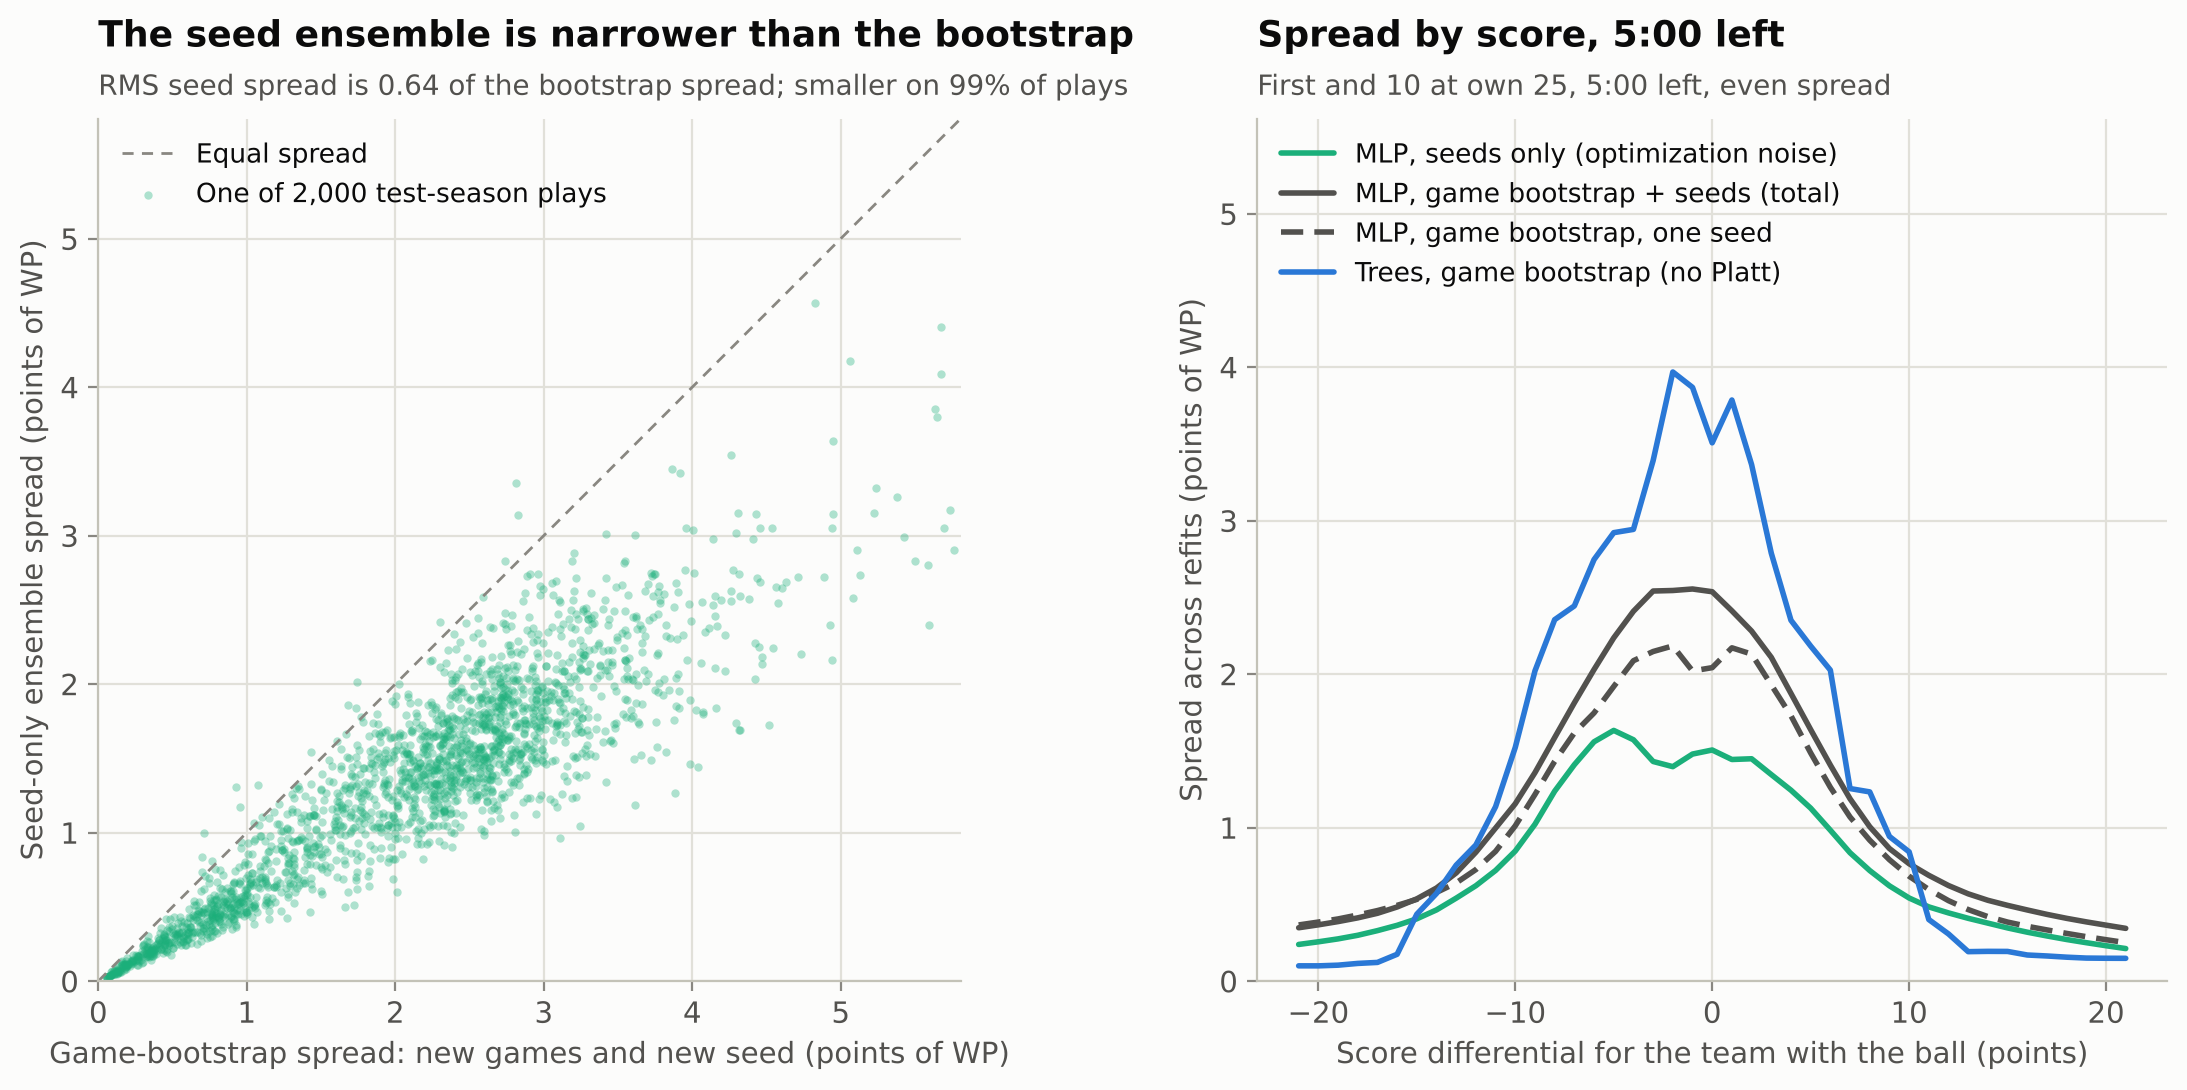 The seed ensemble is narrower than the bootstrap
RMS seed spread is 0.64 of the bootstrap spread; smaller on 99% of plays
Equal spread
One of 2,000 test-season plays
Seed-only ensemble spread (points of WP)
5
4
3
2
1
0
0 1 2 3 4 5
Game-bootstrap spread: new games and new seed (points of WP)
Spread by score, 5:00 left
First and 10 at own 25, 5:00 left, even spread
MLP, seeds only (optimization noise)
MLP, game bootstrap + seeds (total)
MLP, game bootstrap, one seed
Trees, game bootstrap (no Platt)
Spread across refits (points of WP)
5
4
3
2
1
0
−20 −10 0 10 20
Score differential for the team with the ball (points)